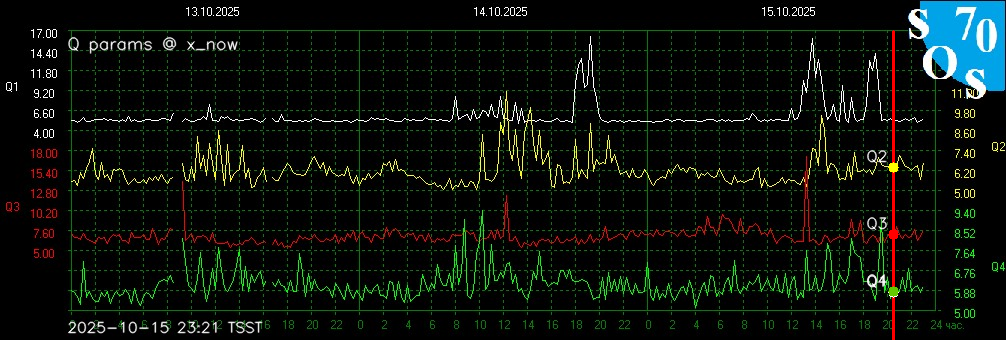 13.10.2025 14.10.2025 15.10.2025
Q params @ x_now
17.00
14.40
11.80
9.20
6.60
4.00
Q1
18.00
15.40
12.80
10.20
7.60
5.00
Q3
11.00
9.80
8.60
7.40
6.20
5.00
Q2
9.40
8.52
7.64
6.76
5.88
5.00
Q4
Q2
Q3
Q4
SOS 70
2025-10-15 23:21 TSST
18 20 22 0 2 4 6 8 10 12 14 16 18 20 22 0 2 4 6 8 10 12 14 16 18 20 22 24 час.